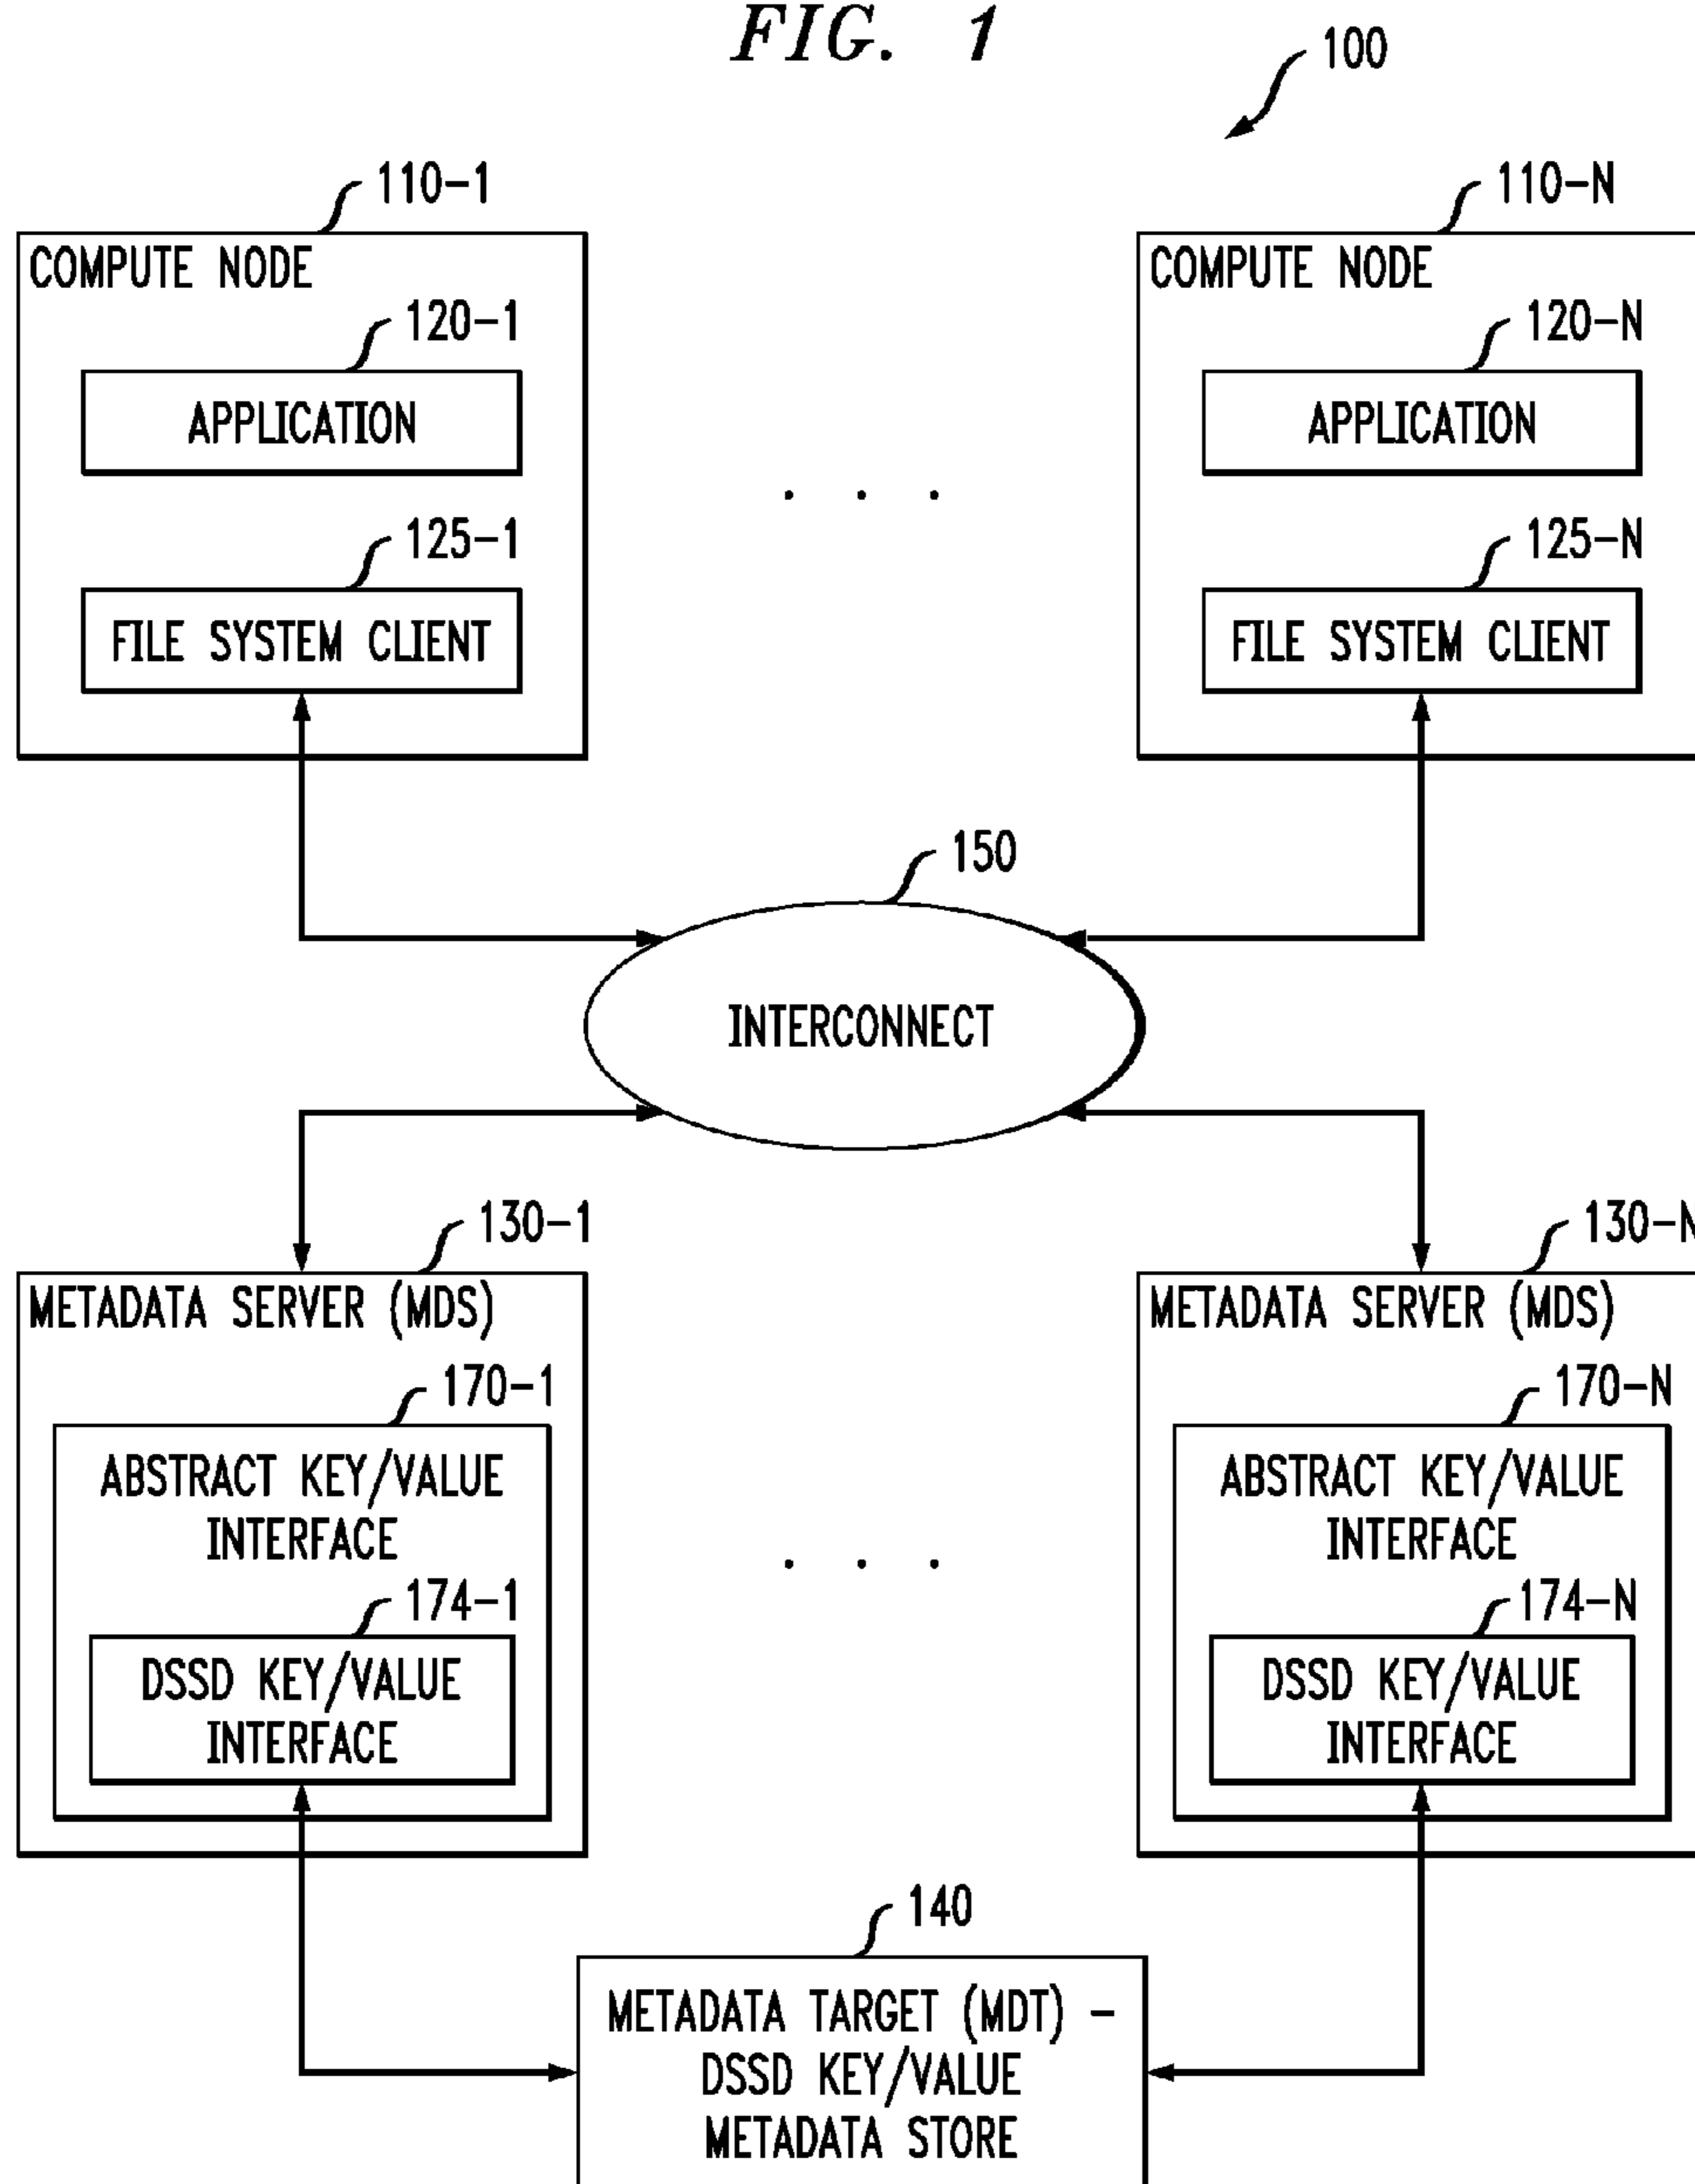 FIG. 1
100
110-1
110-N
COMPUTE NODE
COMPUTE NODE
120-1
120-N
APPLICATION
APPLICATION
. . .
125-1
125-N
FILE SYSTEM CLIENT
FILE SYSTEM CLIENT
150
INTERCONNECT
130-1
130-N
METADATA SERVER (MDS)
METADATA SERVER (MDS)
170-1
170-N
ABSTRACT KEY/VALUE
INTERFACE
ABSTRACT KEY/VALUE
INTERFACE
. . .
174-1
174-N
DSSD KEY/VALUE
INTERFACE
DSSD KEY/VALUE
INTERFACE
140
METADATA TARGET (MDT) –
DSSD KEY/VALUE
METADATA STORE